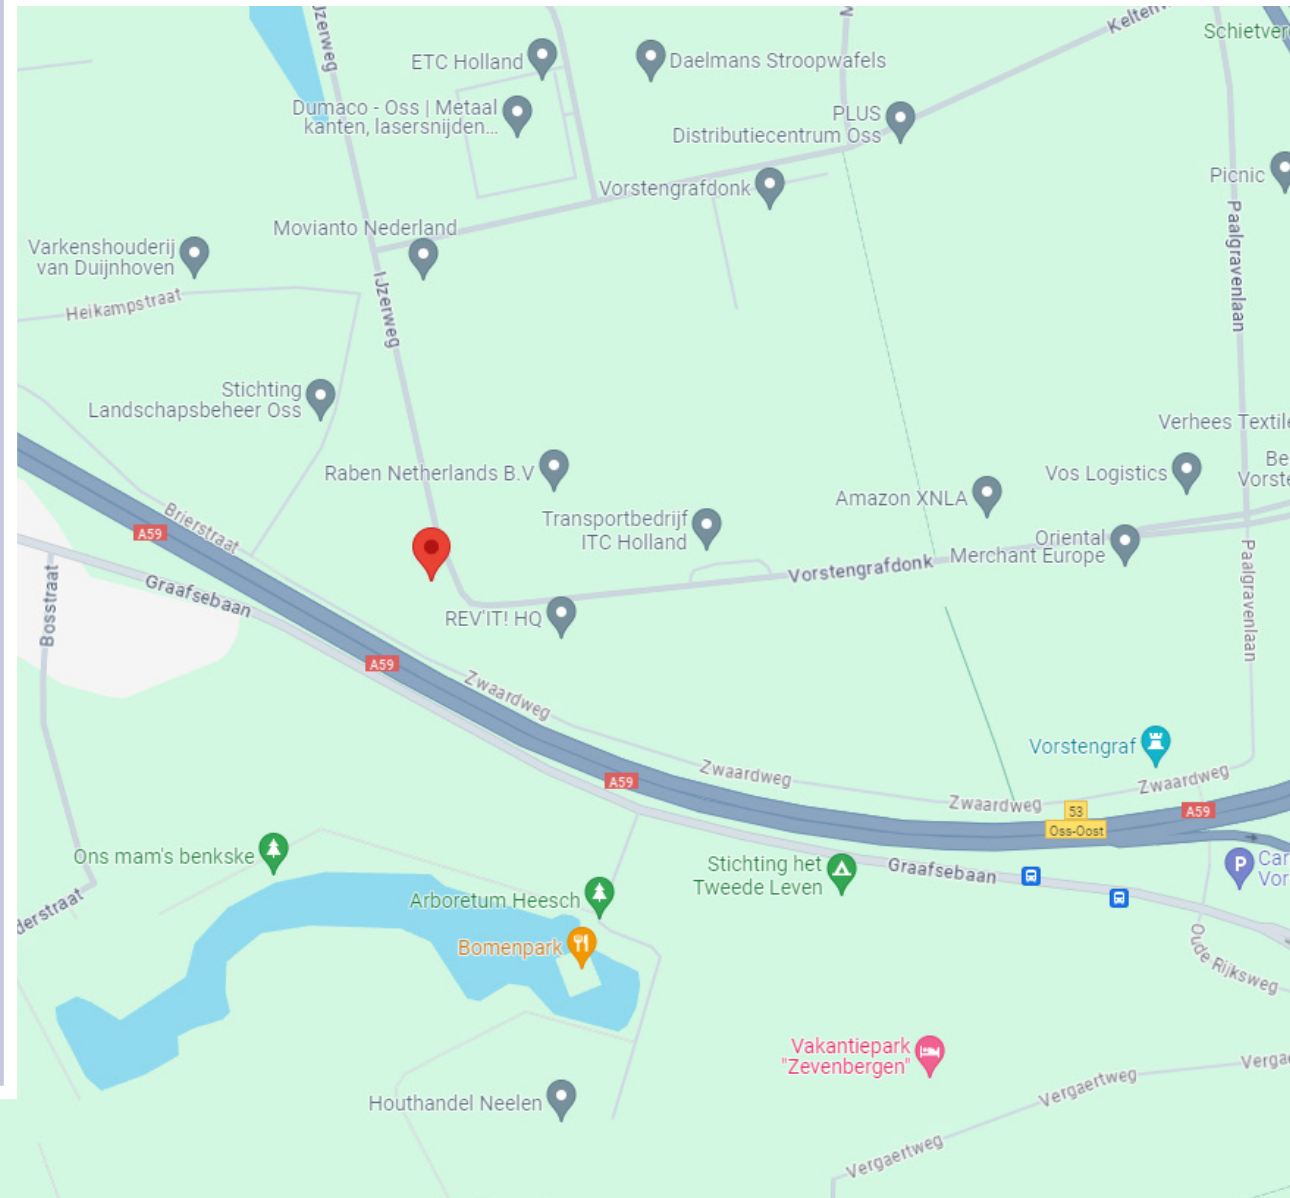 IJzerweg
Keltenw
Schietver
ETC Holland
Daelmans Stroopwafels
Dumaco - Oss | Metaal
kanten, lasersnijden...
PLUS
Distributiecentrum Oss
Picnic
Vorstengrafdonk
Paalgravenlaan
Movianto Nederland
Varkenshouderij
van Duijnhoven
Heikampstraat
IJzerweg
Stichting
Landschapsbeheer Oss
Verhees Textile
Raben Netherlands B.V
Vos Logistics
Be
Vorste
Amazon XNLA
Brierstraat
Transportbedrijf
ITC Holland
A59
Oriental
Merchant Europe
Vorstengrafdonk
Graafsebaan
Bosstraat
Paalgravenlaan
REV'IT! HQ
A59
Zwaardweg
Vorstengraf
Zwaardweg
Zwaardweg
A59
Zwaardweg
53
Oss-Oost
A59
Ons mam's benkske
Stichting het
Tweede Leven
Graafsebaan
P
Car
Vor
derstraat
Arboretum Heesch
Bomenpark
Oude Rijksweg
Vakantiepark
"Zevenbergen"
Verga
Vergaertweg
Houthandel Neelen
Vergaertweg